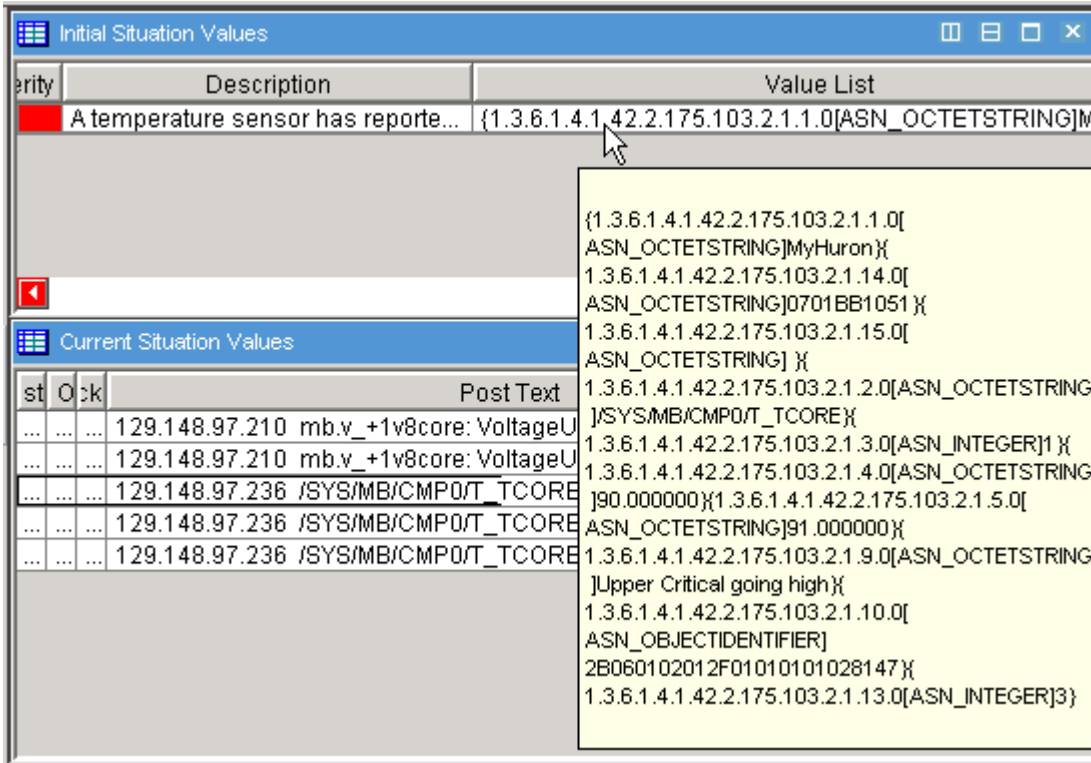 Initial Situation Values
erity Description Value List
A temperature sensor has reporte... {1.3.6.1.4.1.42.2.175.103.2.1.1.0[ASN_OCTETSTRING]M
{1.3.6.1.4.1.42.2.175.103.2.1.1.0[
ASN_OCTETSTRING]MyHuron}{
1.3.6.1.4.1.42.2.175.103.2.1.14.0[
ASN_OCTETSTRING]0701BB1051}{
1.3.6.1.4.1.42.2.175.103.2.1.15.0[
ASN_OCTETSTRING] }{
1.3.6.1.4.1.42.2.175.103.2.1.2.0[ASN_OCTETSTRING
]/SYS/MB/CMP0/T_TCORE}{
1.3.6.1.4.1.42.2.175.103.2.1.3.0[ASN_INTEGER]1}{
1.3.6.1.4.1.42.2.175.103.2.1.4.0[ASN_OCTETSTRING
]90.000000}{1.3.6.1.4.1.42.2.175.103.2.1.5.0[
ASN_OCTETSTRING]91.000000}{
1.3.6.1.4.1.42.2.175.103.2.1.9.0[ASN_OCTETSTRING
]Upper Critical going high}{
1.3.6.1.4.1.42.2.175.103.2.1.10.0[
ASN_OBJECTIDENTIFIER]
2B060102012F01010101028147}{
1.3.6.1.4.1.42.2.175.103.2.1.13.0[ASN_INTEGER]3}
Current Situation Values
st O ck Post Text
... ... ... 129.148.97.210 mb.v_+1v8core: VoltageU
... ... ... 129.148.97.210 mb.v_+1v8core: VoltageU
... ... ... 129.148.97.236 /SYS/MB/CMP0/T_TCORE
... ... ... 129.148.97.236 /SYS/MB/CMP0/T_TCORE
... ... ... 129.148.97.236 /SYS/MB/CMP0/T_TCORE